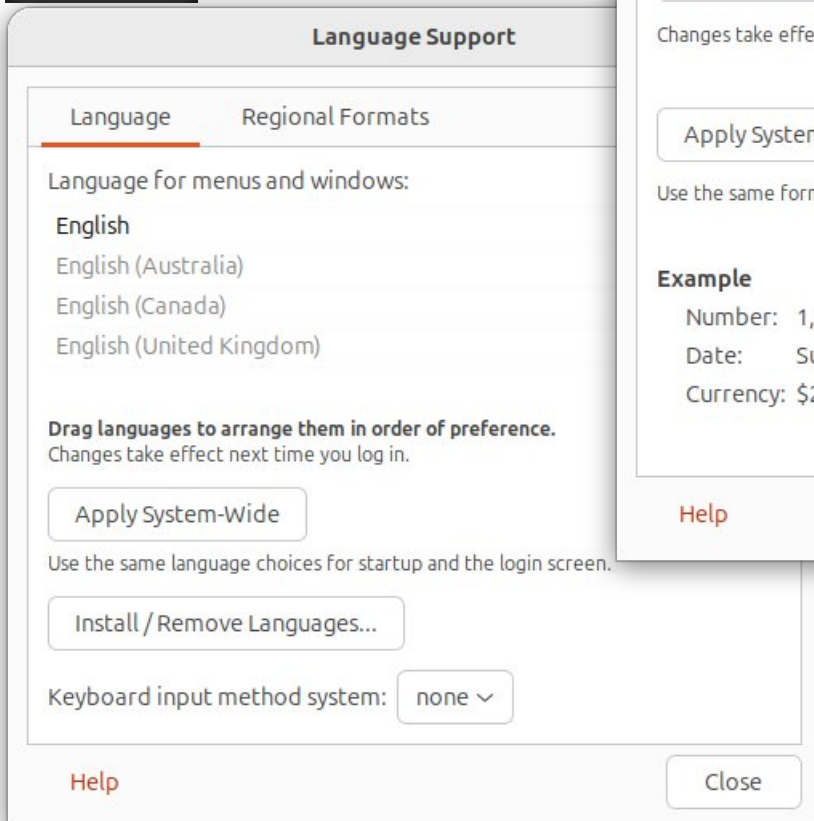 Language Support
Language
Regional Formats
Language for menus and windows:
English
English (Australia)
English (Canada)
English (United Kingdom)
Drag languages to arrange them in order of preference.
Changes take effect next time you log in.
Apply System-Wide
Use the same language choices for startup and the login screen.
Install / Remove Languages...
Keyboard input method system: none
Help
Close
Changes take
Apply
Use the same
Example
Number: 1,
Date:
Currency: $2
Help